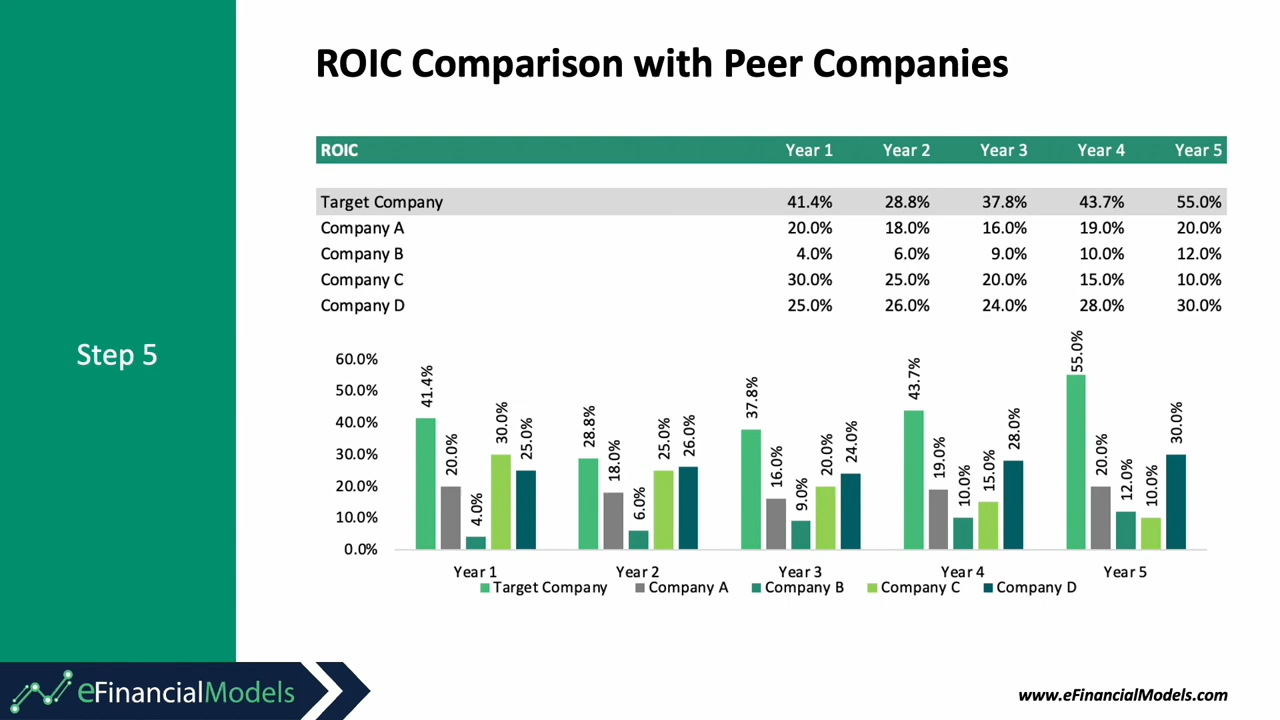 ROIC Comparison with Peer Companies
ROIC Year 1 Year 2 Year 3 Year 4 Year 5
Target Company 41.4% 28.8% 37.8% 43.7% 55.0%
Company A 20.0% 18.0% 16.0% 19.0% 20.0%
Company B 4.0% 6.0% 9.0% 10.0% 12.0%
Company C 30.0% 25.0% 20.0% 15.0% 10.0%
Company D 25.0% 26.0% 24.0% 28.0% 30.0%
Step 5
60.0%
50.0%
40.0%
30.0%
20.0%
10.0%
0.0%
41.4% 20.0% 4.0% 30.0% 25.0%
28.8% 18.0% 6.0% 25.0% 26.0%
37.8% 16.0% 9.0% 20.0% 24.0%
43.7% 19.0% 10.0% 15.0% 28.0%
55.0% 20.0% 12.0% 10.0% 30.0%
Year 1 Year 2 Year 3 Year 4 Year 5
Target Company Company A Company B Company C Company D
eFinancialModels
www.eFinancialModels.com